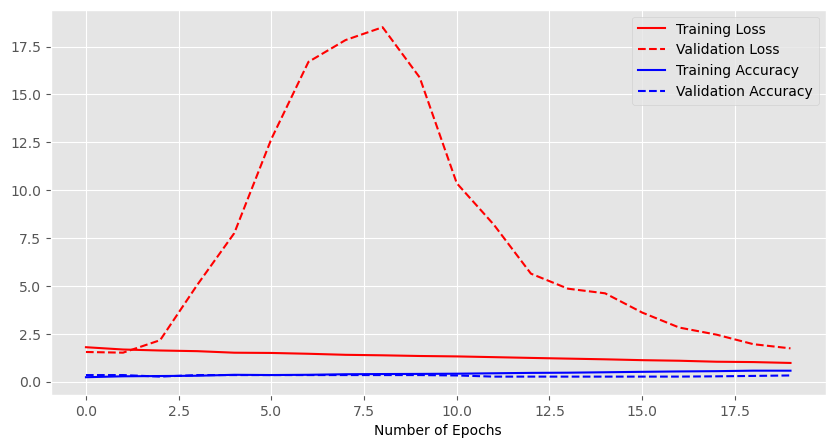 17.5
15.0
12.5
10.0
7.5
5.0
2.5
0.0
Training Loss
Validation Loss
Training Accuracy
Validation Accuracy
0.0 2.5 5.0 7.5 10.0 12.5 15.0 17.5
Number of Epochs